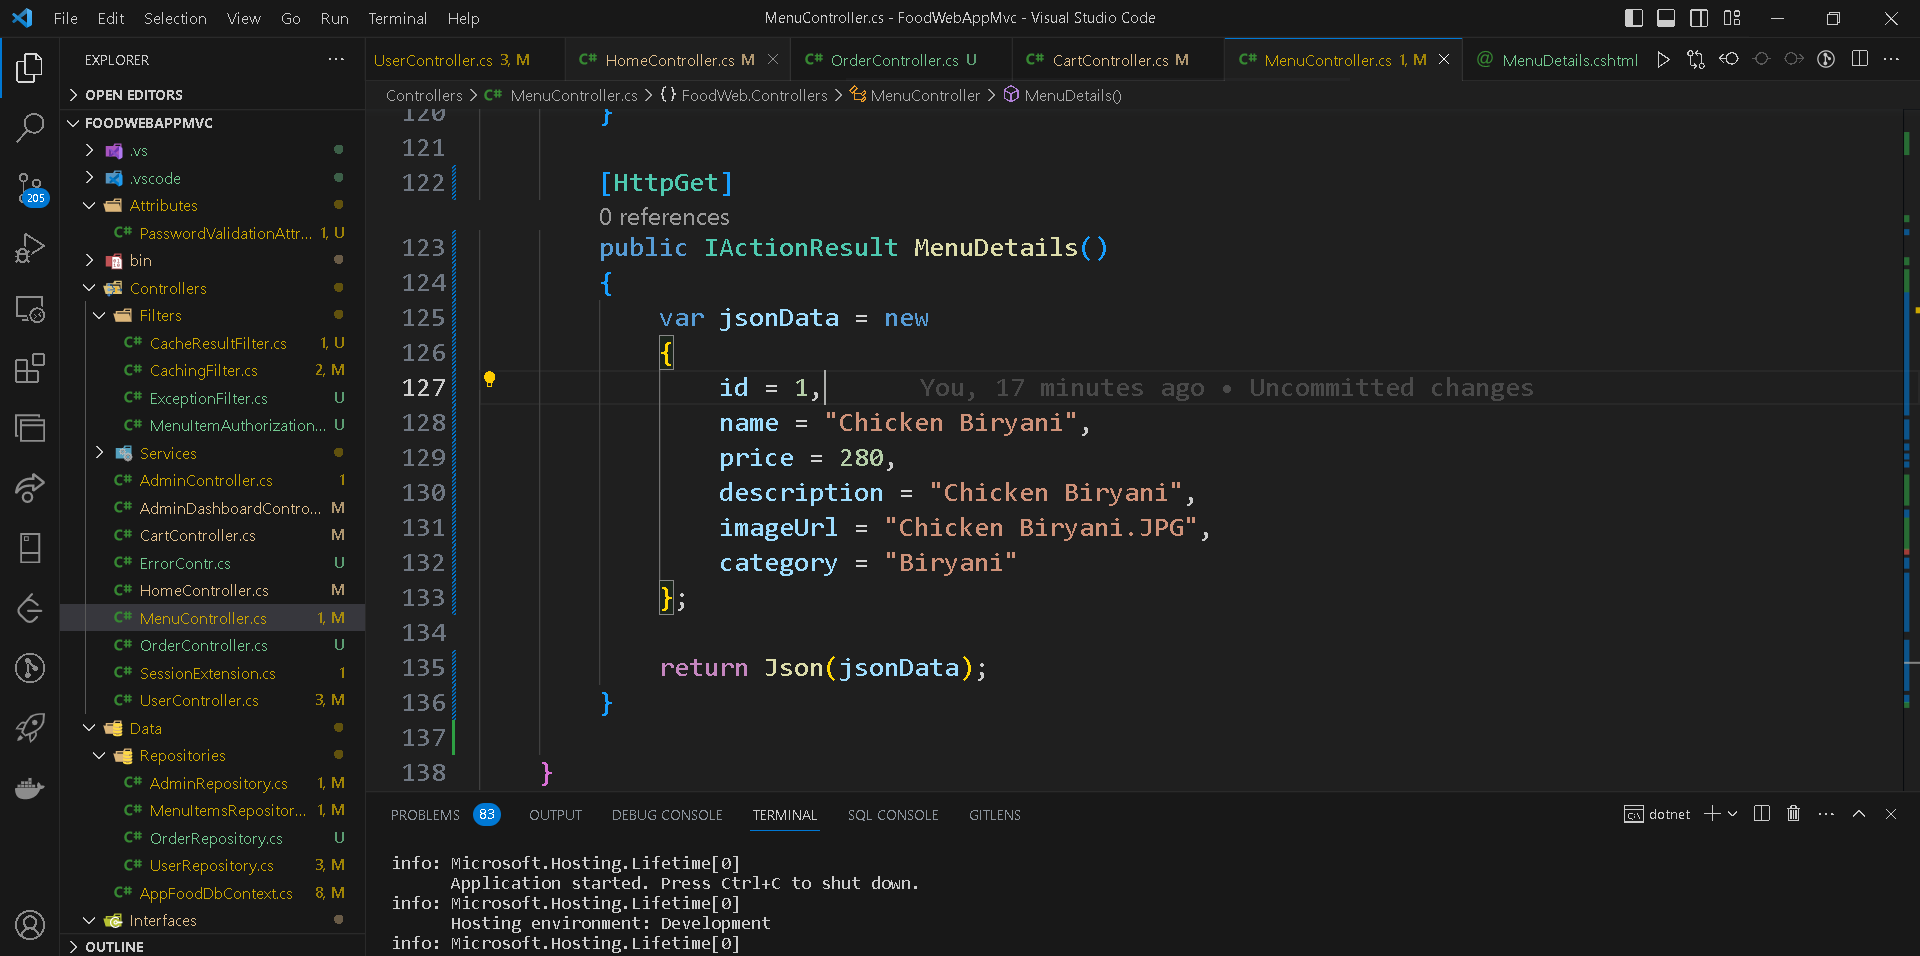 File Edit Selection View Go Run Terminal Help MenuController.cs - FoodWebAppMvc - Visual Studio Code
EXPLORER
UserController.cs 3, M
C# HomeController.cs M
C# OrderController.cs U
C# CartController.cs M
C# MenuController.cs 1, M
@ MenuDetails.cshtml
Controllers > C# MenuController.cs > {} FoodWeb.Controllers > MenuController > MenuDetails()
OPEN EDITORS
FOODWEBAPPMVC
.vs
.vscode
Attributes
C# PasswordValidationAttr... 1, U
bin
Controllers
Filters
C# CacheResultFilter.cs 1, U
C# CachingFilter.cs 2, M
C# ExceptionFilter.cs U
C# MenuItemAuthorization... U
Services
C# AdminController.cs 1
C# AdminDashboardContro... M
C# CartController.cs M
C# ErrorContr.cs U
C# HomeController.cs M
C# MenuController.cs 1, M
C# OrderController.cs U
C# SessionExtension.cs 1
C# UserController.cs 3, M
Data
Repositories
C# AdminRepository.cs 1, M
C# MenuItemsRepositor... 1, M
C# OrderRepository.cs U
C# UserRepository.cs 3, M
C# AppFoodDbContext.cs 8, M
Interfaces
OUTLINE
205
120 }
121
122 [HttpGet]
0 references
123 public IActionResult MenuDetails()
124 {
125 var jsonData = new
126 {
127 id = 1, You, 17 minutes ago • Uncommitted changes
128 name = "Chicken Biryani",
129 price = 280,
130 description = "Chicken Biryani",
131 imageUrl = "Chicken Biryani.JPG",
132 category = "Biryani"
133 };
134
135 return Json(jsonData);
136 }
137
138 }
PROBLEMS 83 OUTPUT DEBUG CONSOLE TERMINAL SQL CONSOLE GITLENS dotnet
info: Microsoft.Hosting.Lifetime[0]
Application started. Press Ctrl+C to shut down.
info: Microsoft.Hosting.Lifetime[0]
Hosting environment: Development
info: Microsoft.Hosting.Lifetime[0]